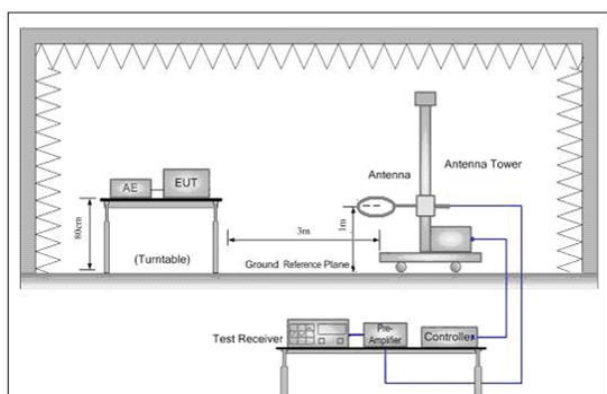 Antenna
Antenna Tower
AE
EUT
80cm
(Turntable)
3m
1m
Ground Reference Plane
Test Receiver
Pre-
Amplifier
Controller